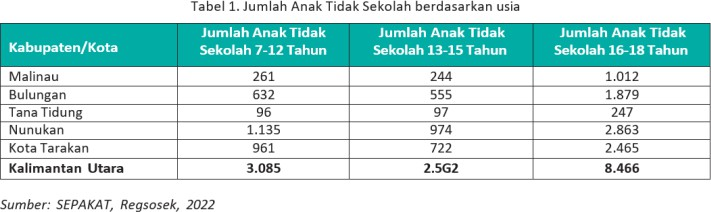 Tabel 1. Jumlah Anak Tidak Sekolah berdasarkan usia
Kabupaten/Kota Jumlah Anak Tidak Sekolah 7-12 Tahun Jumlah Anak Tidak Sekolah 13-15 Tahun Jumlah Anak Tidak Sekolah 16-18 Tahun
Malinau 261 244 1.012
Bulungan 632 555 1.879
Tana Tidung 96 97 247
Nunukan 1.135 974 2.863
Kota Tarakan 961 722 2.465
Kalimantan Utara 3.085 2.5G2 8.466
Sumber: SEPAKAT, Regsosek, 2022